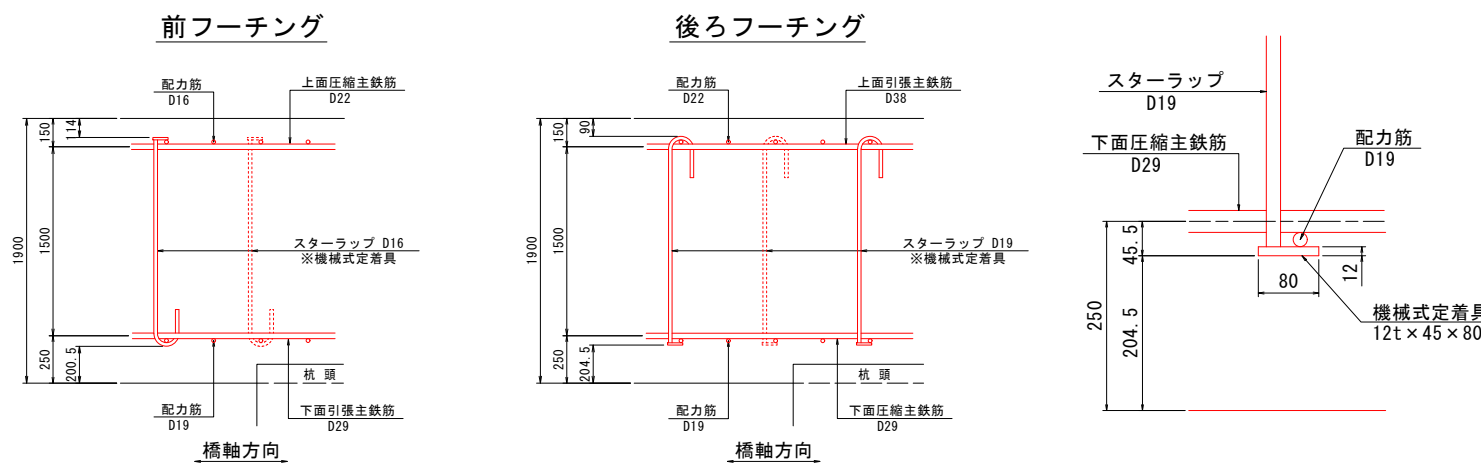 前フーチング
配力筋
D16
上面圧縮主鉄筋
D22
150
114
1900
1500
スターラップ D16
※機械式定着具
250
200.5
杭 頭
配力筋
D19
下面引張主鉄筋
D29
橋軸方向
後ろフーチング
配力筋
D22
上面引張主鉄筋
D38
150
90
1900
1500
スターラップ D19
※機械式定着具
250
204.5
杭 頭
配力筋
D19
下面圧縮主鉄筋
D29
橋軸方向
スターラップ
D19
下面圧縮主鉄筋
D29
配力筋
D19
45.5
80
12
250
204.5
機械式定着具
12t×45×80